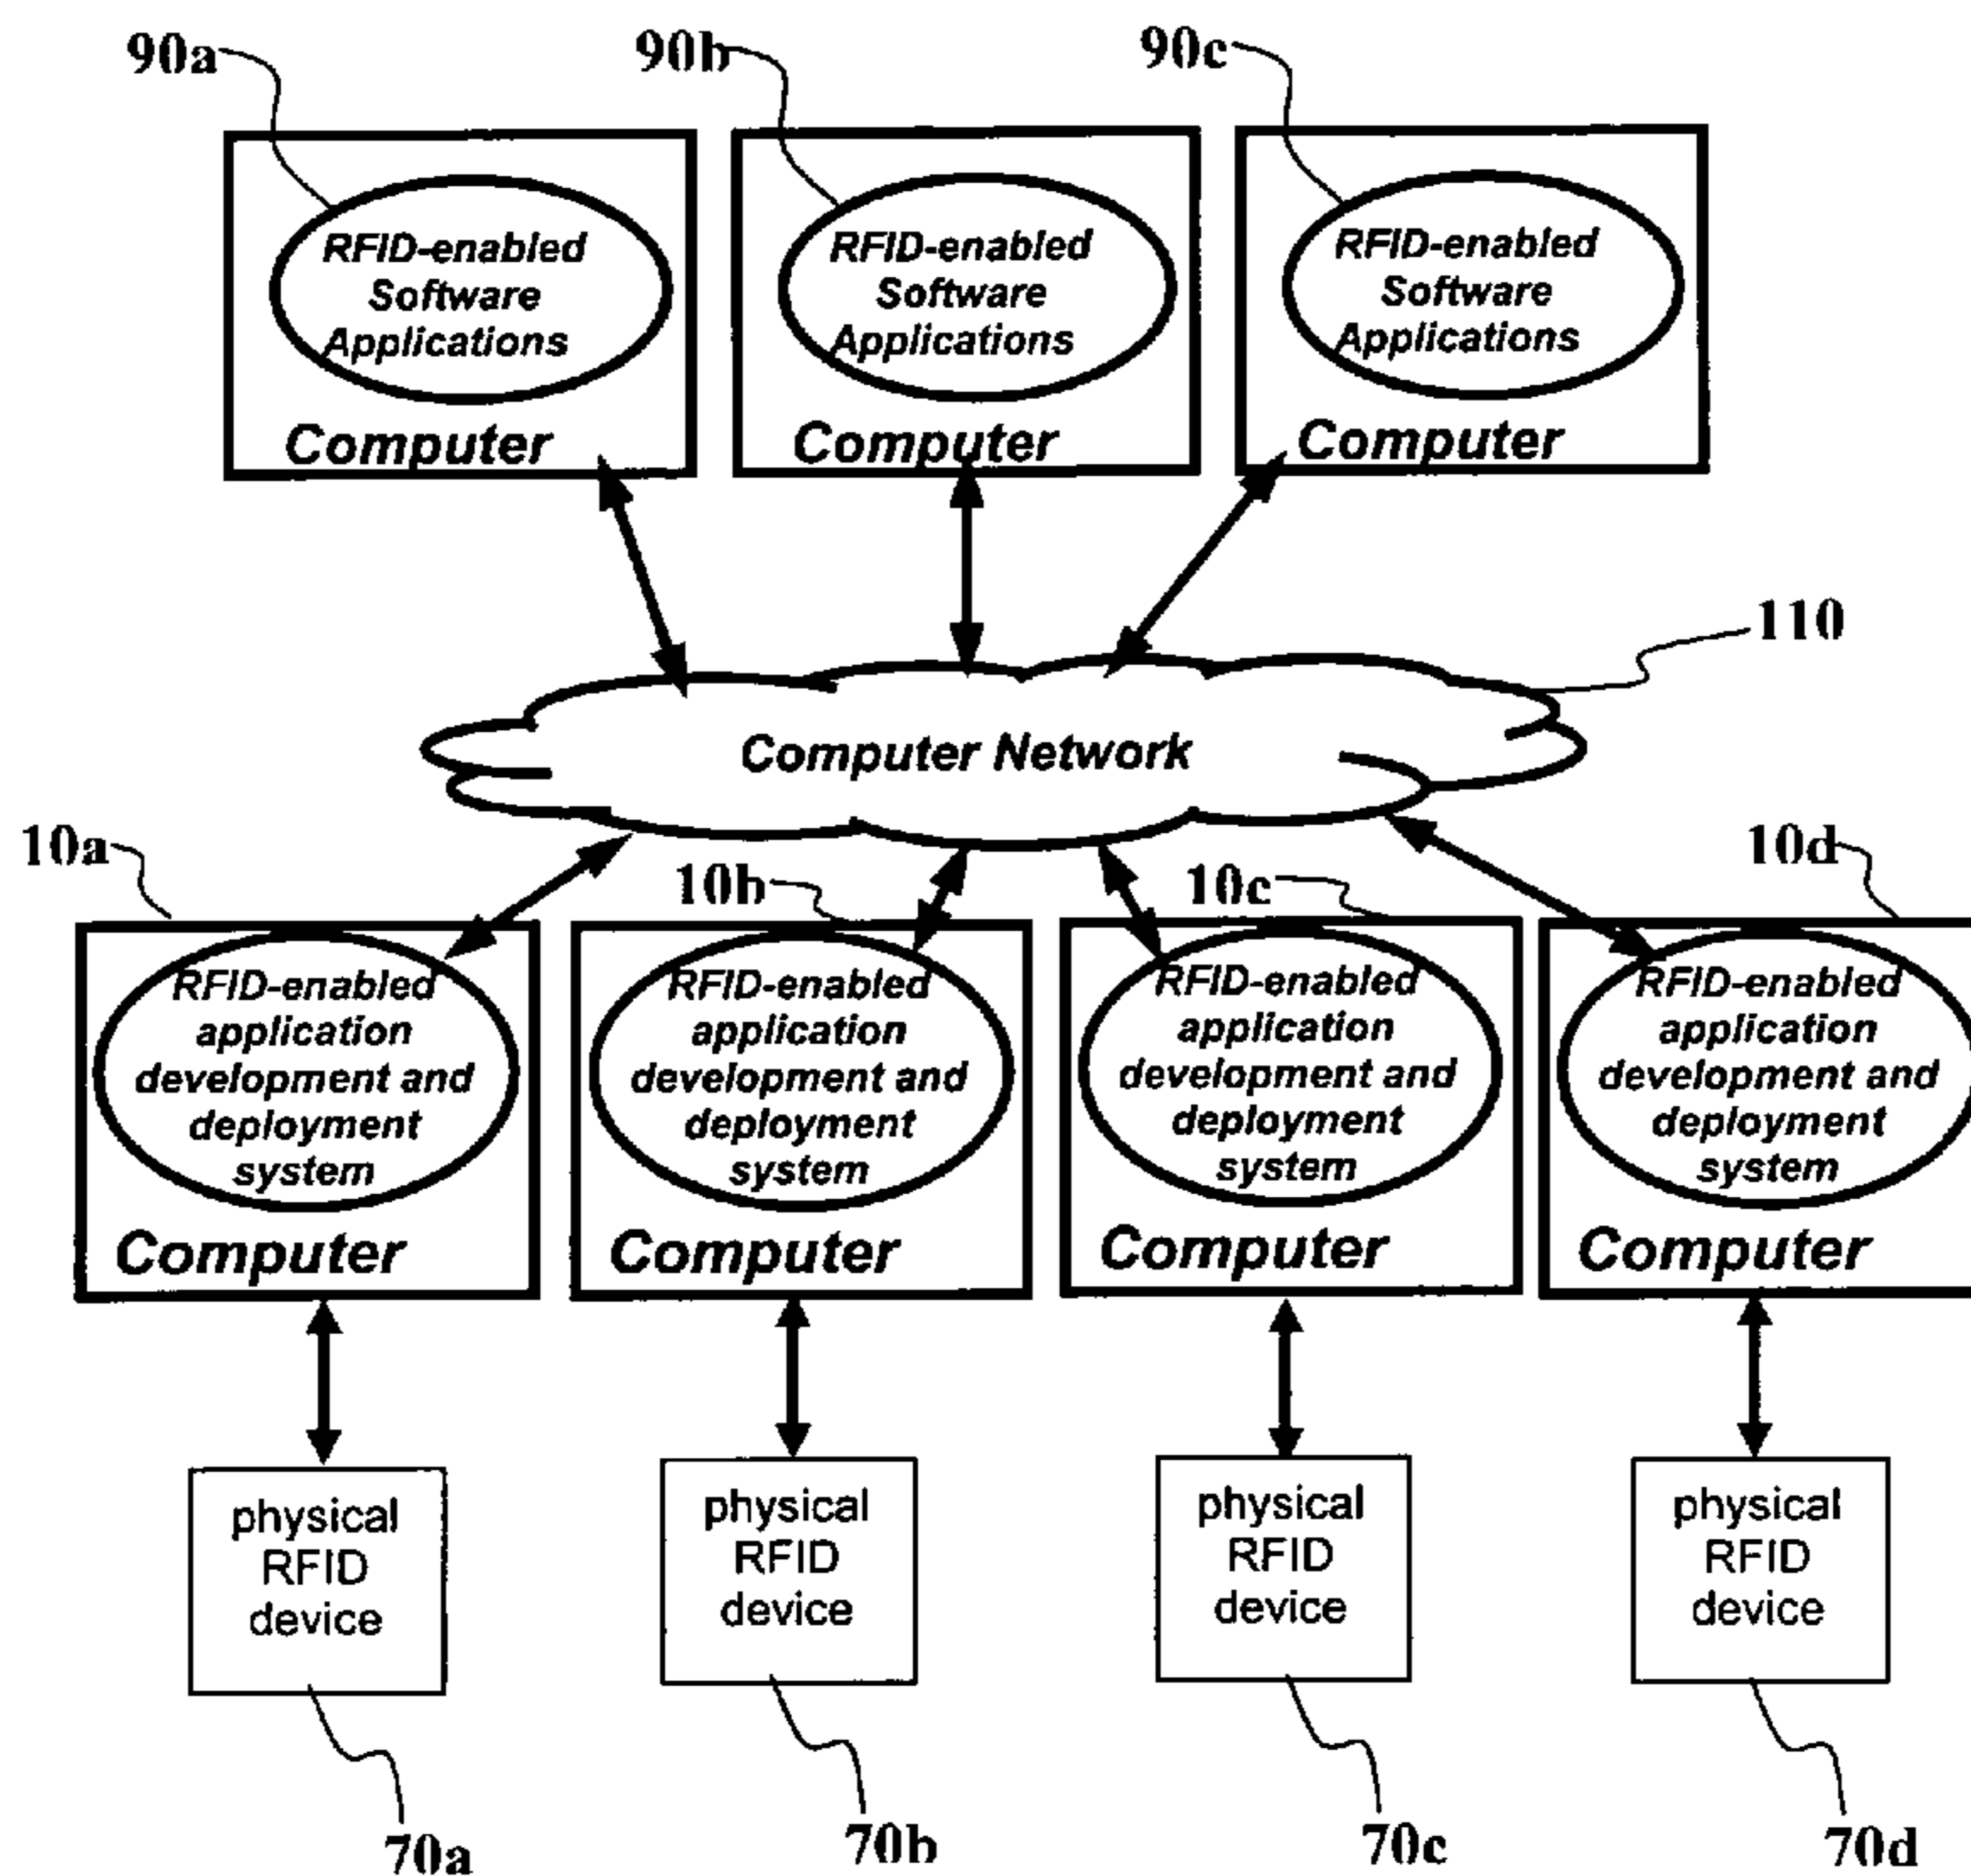 90a
90b
90c
RFID-enabled
Software
Applications
Computer
RFID-enabled
Software
Applications
Computer
RFID-enabled
Software
Applications
Computer
110
Computer Network
10a
10b
10c
10d
RFID-enabled
application
development and
deployment
system
Computer
RFID-enabled
application
development and
deployment
system
Computer
RFID-enabled
application
development and
deployment
system
Computer
RFID-enabled
application
development and
deployment
system
Computer
physical
RFID
device
physical
RFID
device
physical
RFID
device
physical
RFID
device
70a
70b
70c
70d